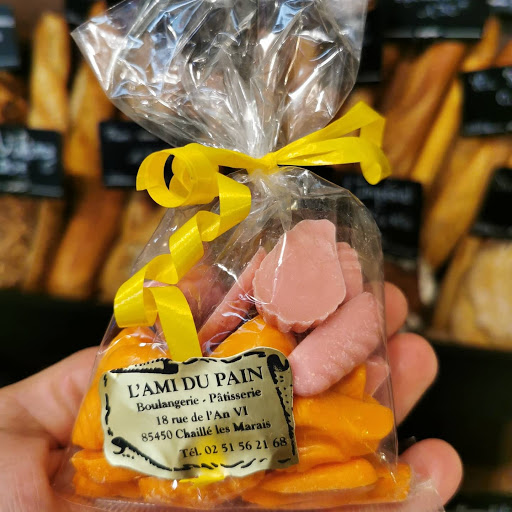 L'AMI DU PAIN
Boulangerie - Pâtisserie
18 rue de l'An VI
85450 Chaillé les Marais
Tél. 02 51 56 21 68